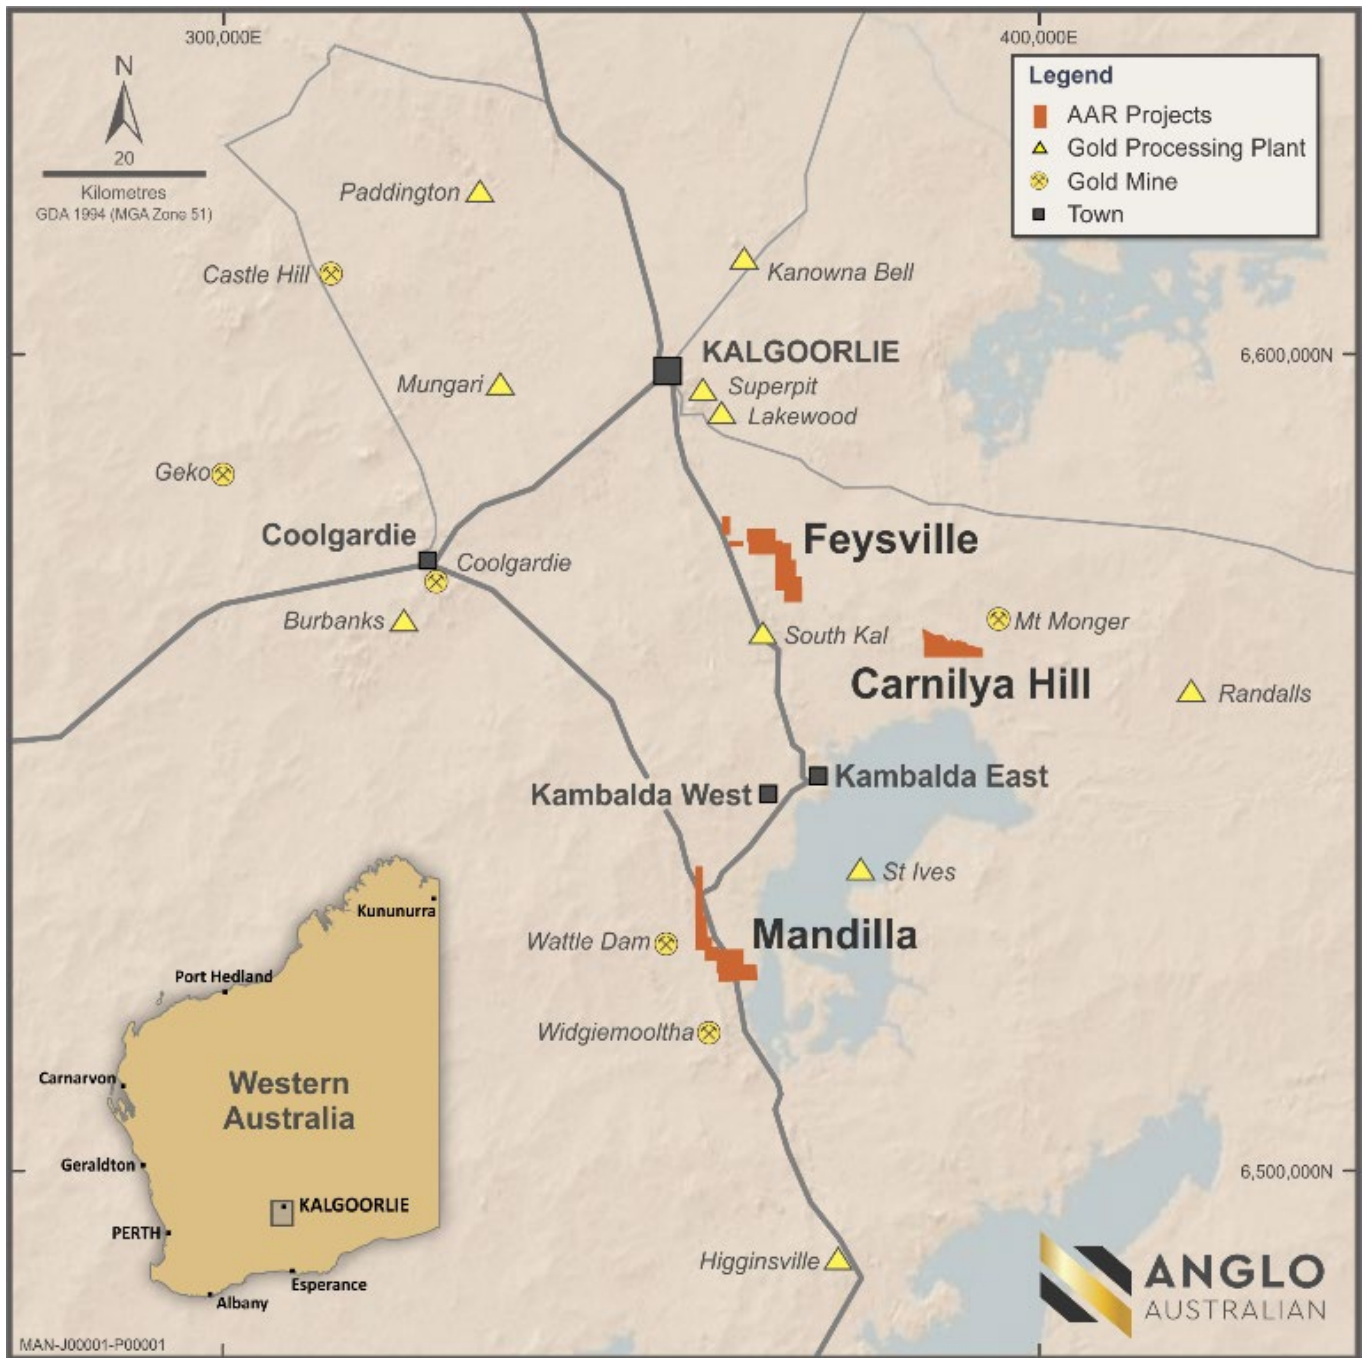 300,000E
400,000E
N
20
Kilometres
GDA 1994 (MGA Zone 51)
Legend
AAR Projects
Gold Processing Plant
Gold Mine
Town
Paddington
Castle Hill
Kanowna Bell
KALGOORLIE
6,600,000N
Mungari
Superpit
Lakewood
Geko
Coolgardie
Coolgardie
Feysville
Burbanks
South Kal
Mt Monger
Carnilya Hill
Randalls
Kambalda East
Kambalda West
St Ives
Wattle Dam
Mandilla
Widgiemooltha
Kununurra
Port Hedland
Carnarvon
Western
Australia
Geraldton
KALGOORLIE
PERTH
Esperance
Albany
6,500,000N
Higginsville
ANGLO
AUSTRALIAN
MAN-J00001-P00001